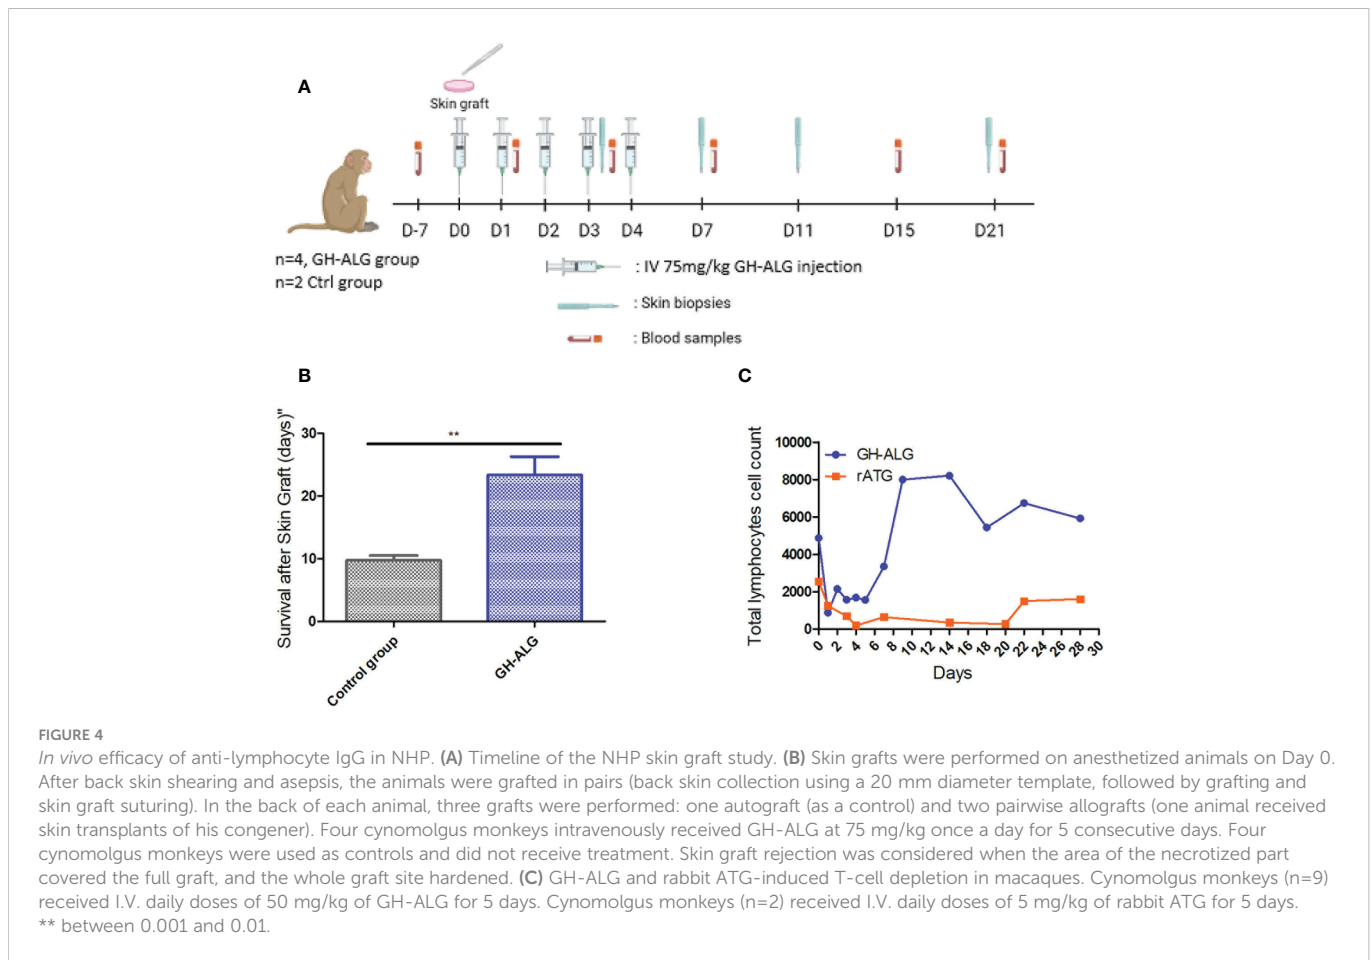 A
Skin graft
D-7 D0 D1 D2 D3 D4 D7 D11 D15 D21
n=4, GH-ALG group
n=2 Ctrl group
: IV 75mg/kg GH-ALG injection
: Skin biopsies
: Blood samples
B
Survival after Skin Graft (days)"
30
20
10
0
**
Control group
GH-ALG
C
Total lymphocytes cell count
10000
8000
6000
4000
2000
0
GH-ALG
rATG
0 2 4 6 8 10 12 14 16 18 20 22 24 26 28 30
Days
FIGURE 4
In vivo efficacy of anti-lymphocyte IgG in NHP. (A) Timeline of the NHP skin graft study. (B) Skin grafts were performed on anesthetized animals on Day 0.
After back skin shearing and asepsis, the animals were grafted in pairs (back skin collection using a 20 mm diameter template, followed by grafting and
skin graft suturing). In the back of each animal, three grafts were performed: one autograft (as a control) and two pairwise allografts (one animal received
skin transplants of his congener). Four cynomolgus monkeys intravenously received GH-ALG at 75 mg/kg once a day for 5 consecutive days. Four
cynomolgus monkeys were used as controls and did not receive treatment. Skin graft rejection was considered when the area of the necrotized part
covered the full graft, and the whole graft site hardened. (C) GH-ALG and rabbit ATG-induced T-cell depletion in macaques. Cynomolgus monkeys (n=9)
received I.V. daily doses of 50 mg/kg of GH-ALG for 5 days. Cynomolgus monkeys (n=2) received I.V. daily doses of 5 mg/kg of rabbit ATG for 5 days.
** between 0.001 and 0.01.